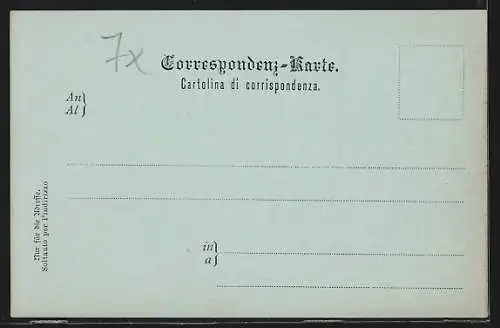 7x
Correspondenz-Karte.
Cartolina di corrispondenza.
An
Al
in
a
Nur für die Adresse.
Soltanto per l'indirizzo